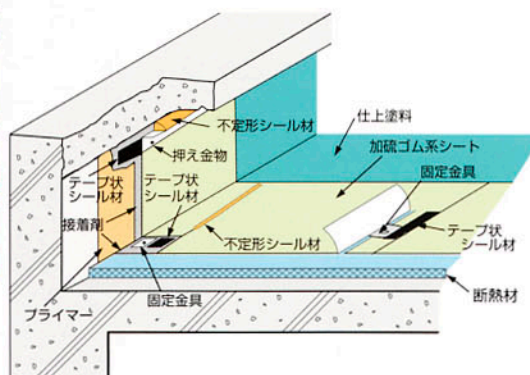 仕上塗料
不定形シール材
加硫ゴム系シート
押え金物
固定金具
テープ状
シール材
テープ状
シール材
接着剤
不定形シール材
テープ状
シール材
固定金具
プライマー
断熱材